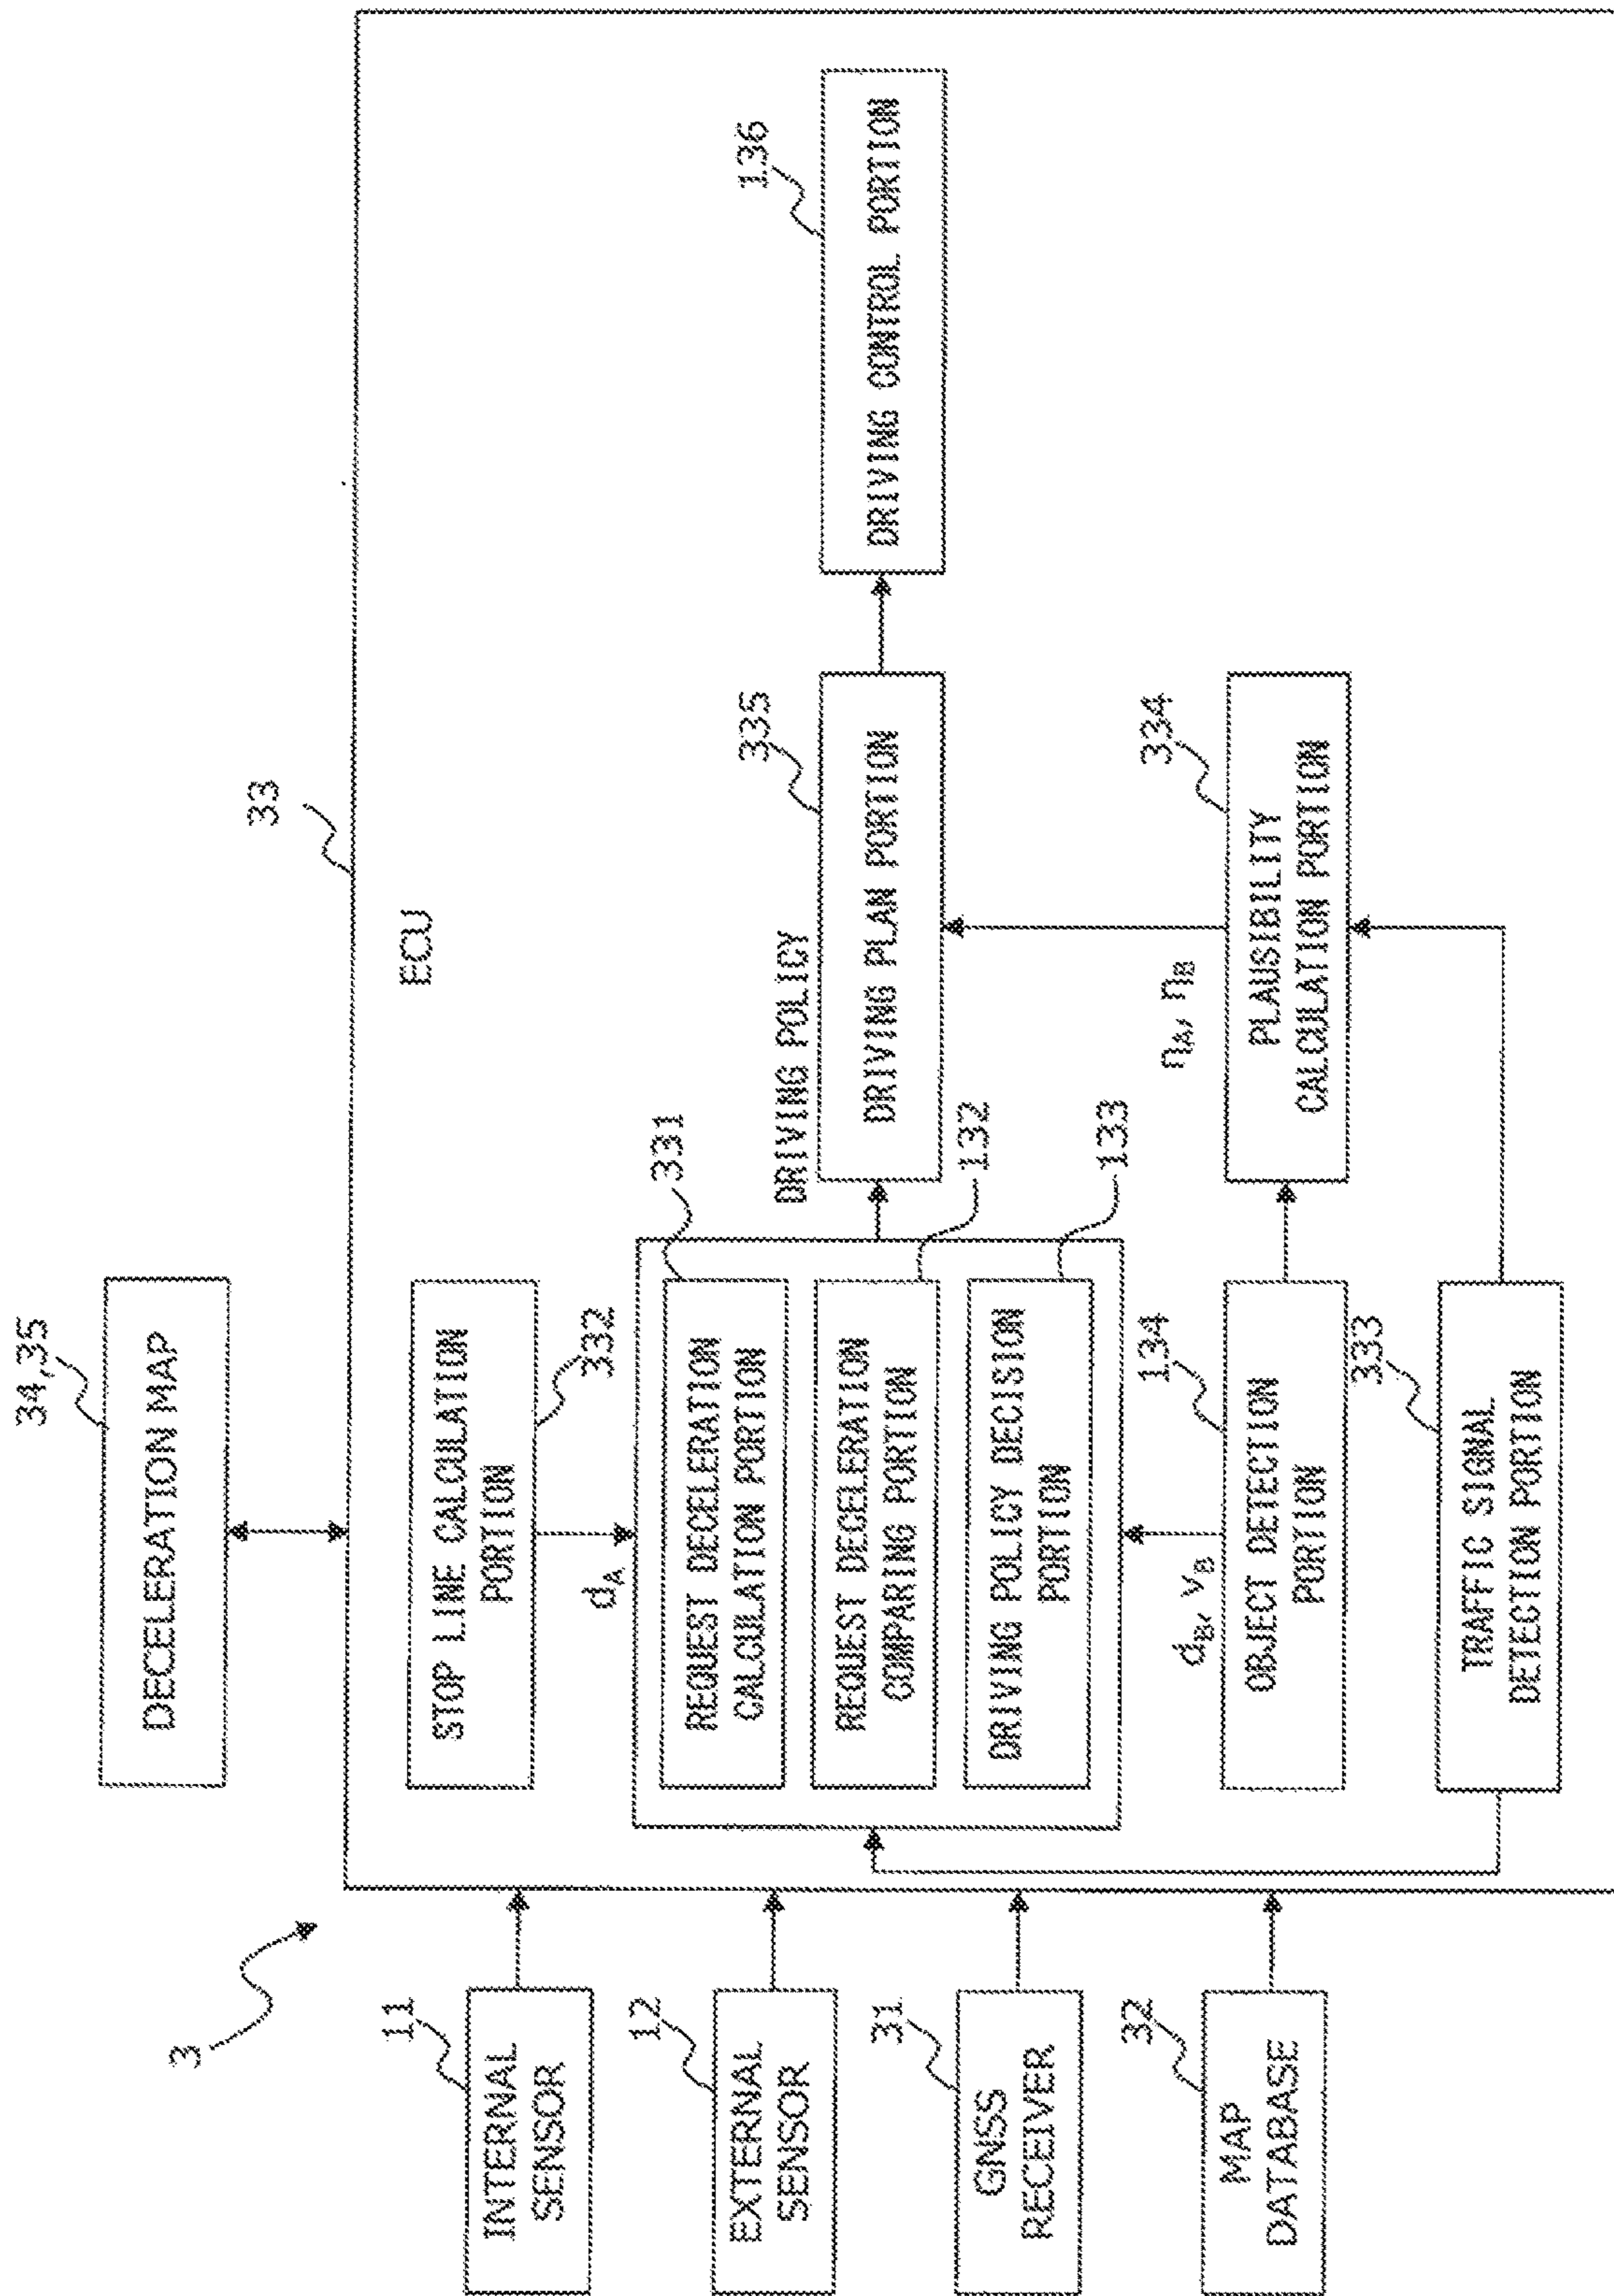 3
11
INTERNAL
SENSOR
12
EXTERNAL
SENSOR
31
GNSS
RECEIVER
32
MAP
DATABASE
34,35
DECELERATION MAP
33
ECU
STOP LINE CALCULATION
PORTION
332
dA
331
REQUEST DECELERATION
CALCULATION PORTION
REQUEST DECELERATION
COMPARING PORTION
132
DRIVING POLICY DECISION
PORTION
133
dB, vB
134
OBJECT DETECTION
PORTION
333
TRAFFIC SIGNAL
DETECTION PORTION
DRIVING POLICY
335
DRIVING PLAN PORTION
ηA, ηB
334
PLAUSIBILITY
CALCULATION PORTION
136
DRIVING CONTROL PORTION